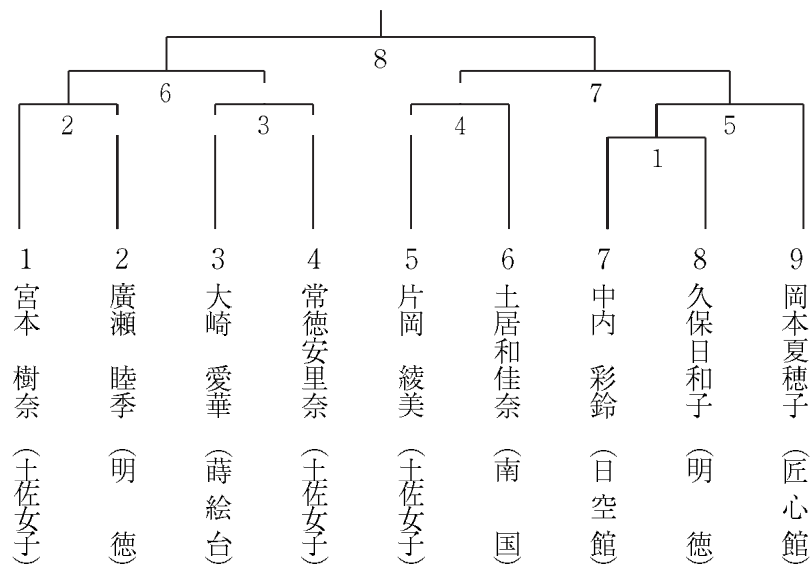 8
6
7
2
3
4
5
1
1 宮本 樹奈 (土佐女子)
2 廣瀬 睦季 (明 徳)
3 大崎 愛華 (蒔絵台)
4 常徳安里奈 (土佐女子)
5 片岡 綾美 (土佐女子)
6 土居和佳奈 (南 国)
7 中内 彩鈴 (日空館)
8 久保日和子 (明 徳)
9 岡本夏穂子 (匠心館)